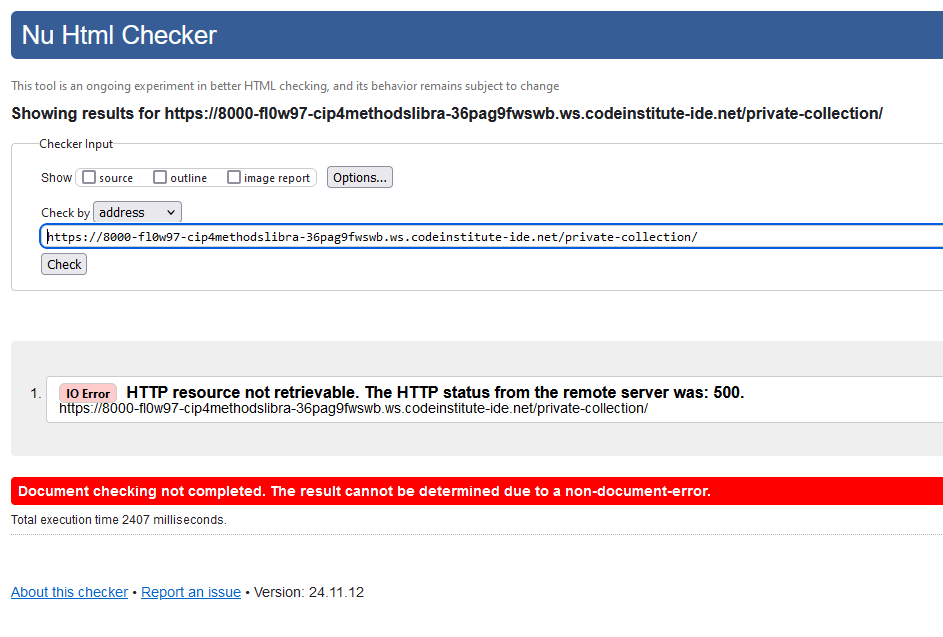 Nu Html Checker
This tool is an ongoing experiment in better HTML checking, and its behavior remains subject to change
Showing results for https://8000-fl0w97-cip4methodslibra-36pag9fwswb.ws.codeinstitute-ide.net/private-collection/
Checker Input
Show source outline image report Options...
Check by address
https://8000-fl0w97-cip4methodslibra-36pag9fwswb.ws.codeinstitute-ide.net/private-collection/
Check
1. IO Error HTTP resource not retrievable. The HTTP status from the remote server was: 500.
https://8000-fl0w97-cip4methodslibra-36pag9fwswb.ws.codeinstitute-ide.net/private-collection/
Document checking not completed. The result cannot be determined due to a non-document-error.
Total execution time 2407 milliseconds.
About this checker • Report an issue • Version: 24.11.12